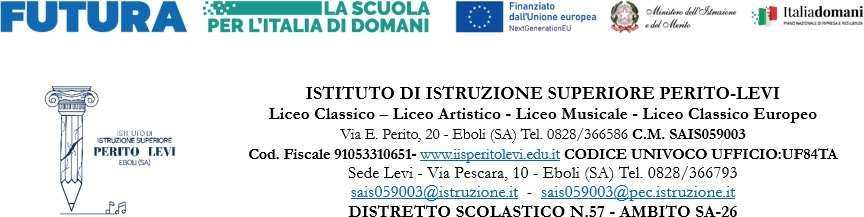 FUTURA
LA SCUOLA
PER L'ITALIA DI DOMANI
Finanziato
dall'Unione europea
NextGenerationEU
Ministero dell'Istruzione
e del Merito
Italiadomani
PIANO NAZIONALE DI RIPRESA E RESILIENZA
ISTITUTO DI
ISTRUZIONE SUPERIORE
PERITO LEVI
EBOLI (SA)
ISTITUTO DI ISTRUZIONE SUPERIORE PERITO-LEVI
Liceo Classico – Liceo Artistico - Liceo Musicale - Liceo Classico Europeo
Via E. Perito, 20 - Eboli (SA) Tel. 0828/366586 C.M. SAIS059003
Cod. Fiscale 91053310651- www.iisperitolevi.edu.it CODICE UNIVOCO UFFICIO:UF84TA
Sede Levi - Via Pescara, 10 - Eboli (SA) Tel. 0828/366793
sais059003@istruzione.it - sais059003@pec.istruzione.it
DISTRETTO SCOLASTICO N.57 - AMBITO SA-26